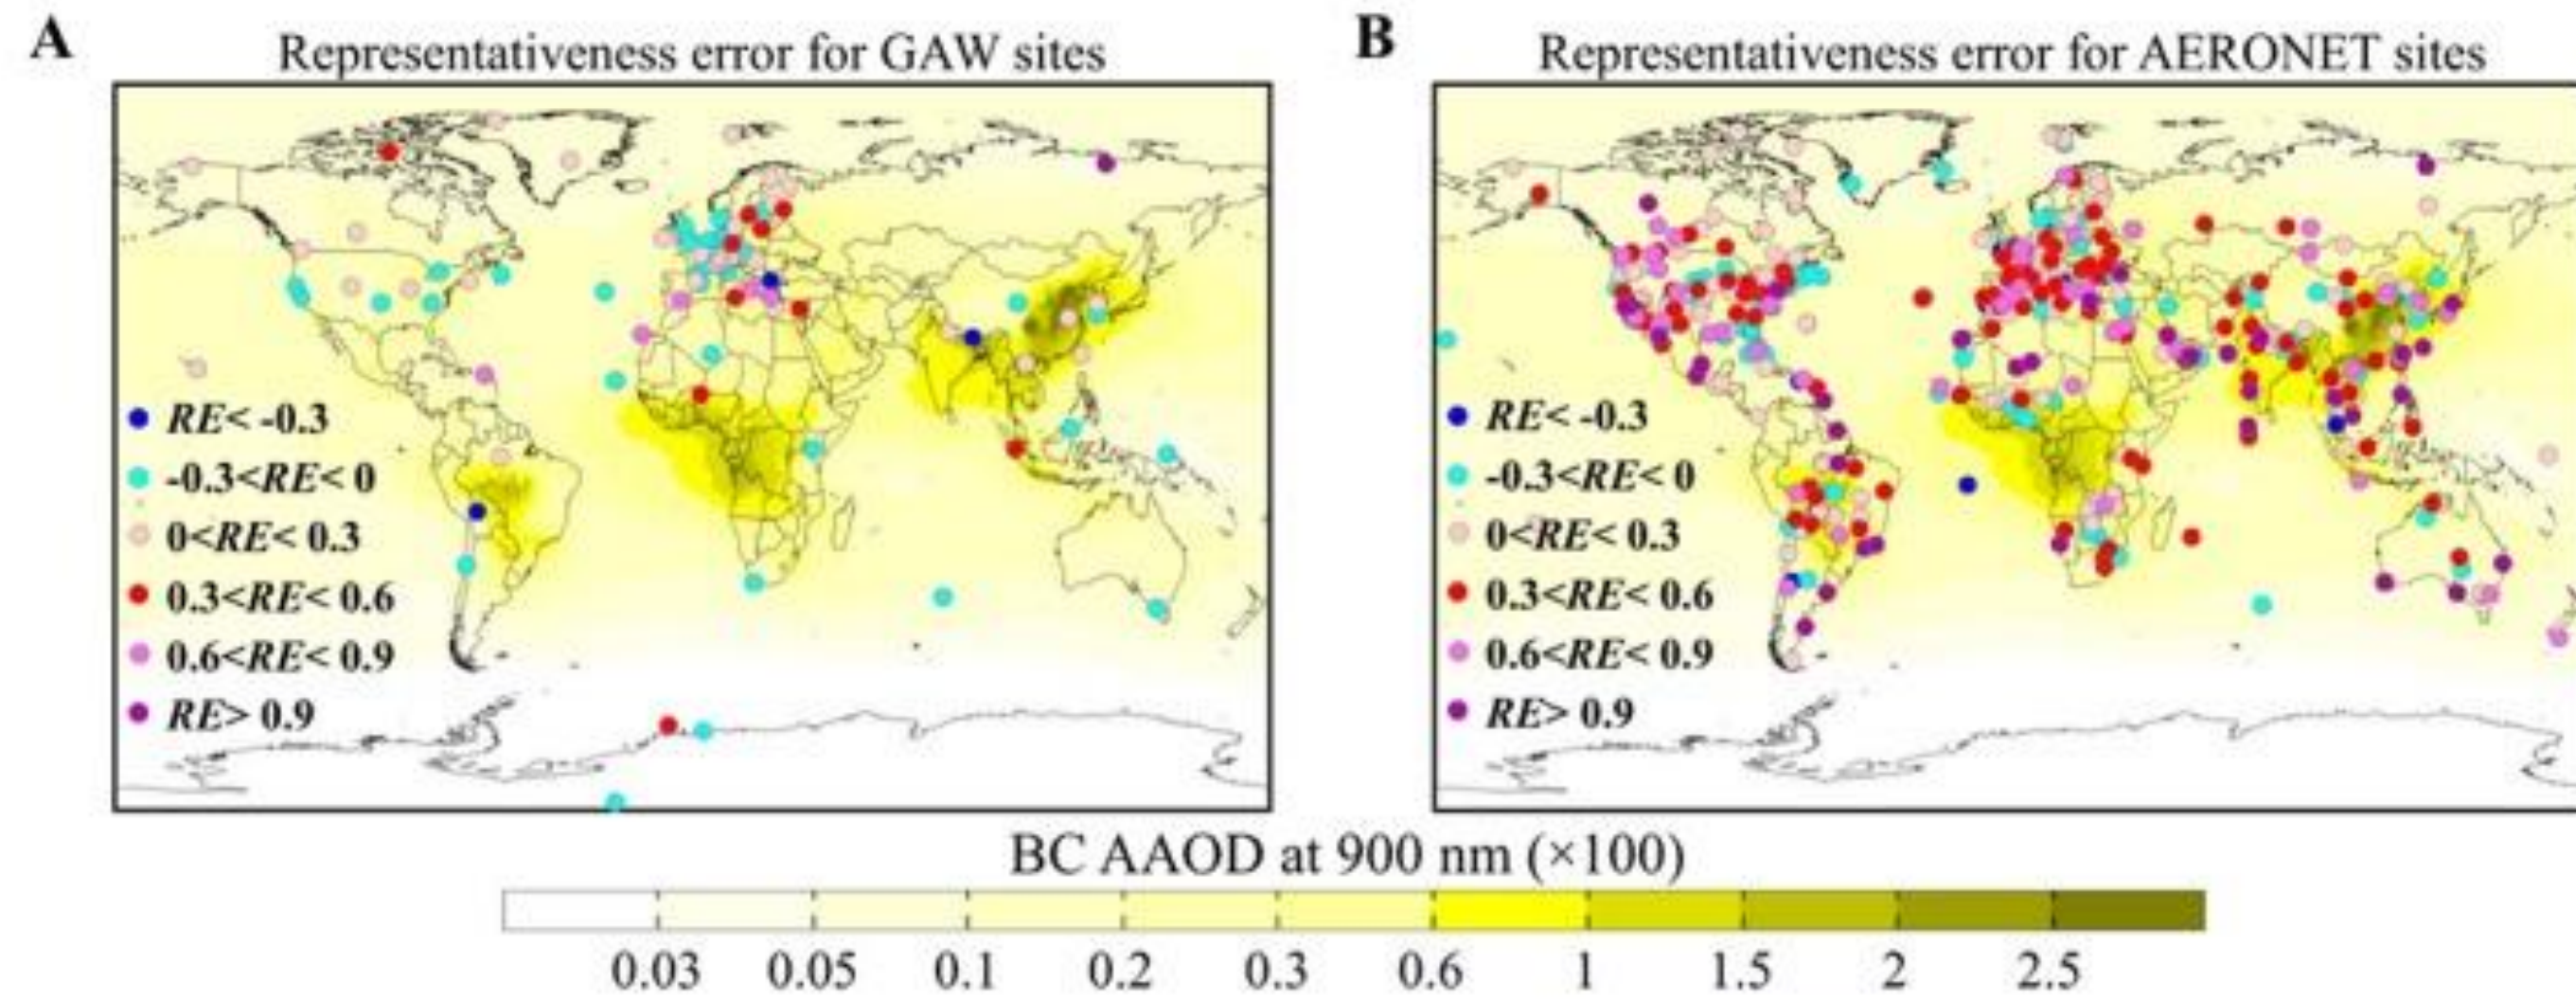 A
Representativeness error for GAW sites
RE< -0.3
-0.3<RE< 0
0<RE< 0.3
0.3<RE< 0.6
0.6<RE< 0.9
RE> 0.9
B
Representativeness error for AERONET sites
RE< -0.3
-0.3<RE< 0
0<RE< 0.3
0.3<RE< 0.6
0.6<RE< 0.9
RE> 0.9
BC AAOD at 900 nm (×100)
0.03 0.05 0.1 0.2 0.3 0.6 1 1.5 2 2.5